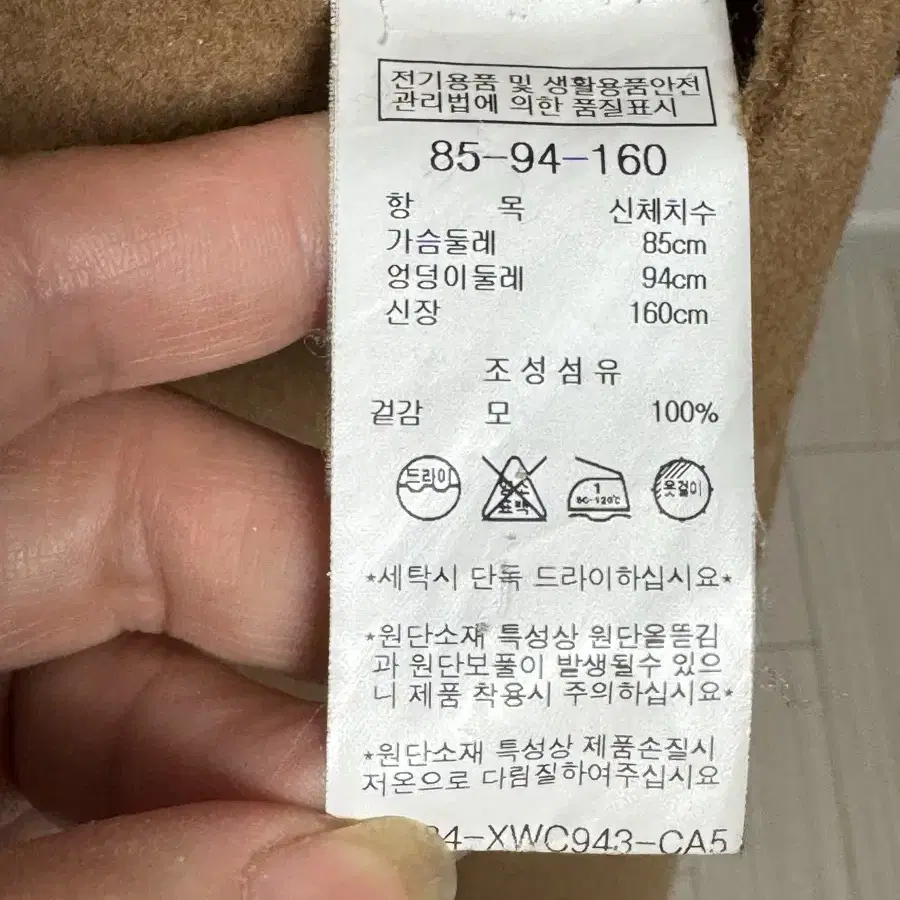 전기용품 및 생활용품안전
관리법에 의한 품질표시
85-94-160
항 목 신체치수
가슴둘레 85cm
엉덩이둘레 94cm
신장 160cm
조성섬유
겉감 모 100%
드라이
염소
표백
1
80-120℃
옷걸이
*세탁시 단독 드라이하십시요*
*원단소재 특성상 원단올뜯김
과 원단보풀이 발생될수 있으
니 제품 착용시 주의하십시요*
*원단소재 특성상 제품손질시
저온으로 다림질하여주십시요
84-XWC943-CA5